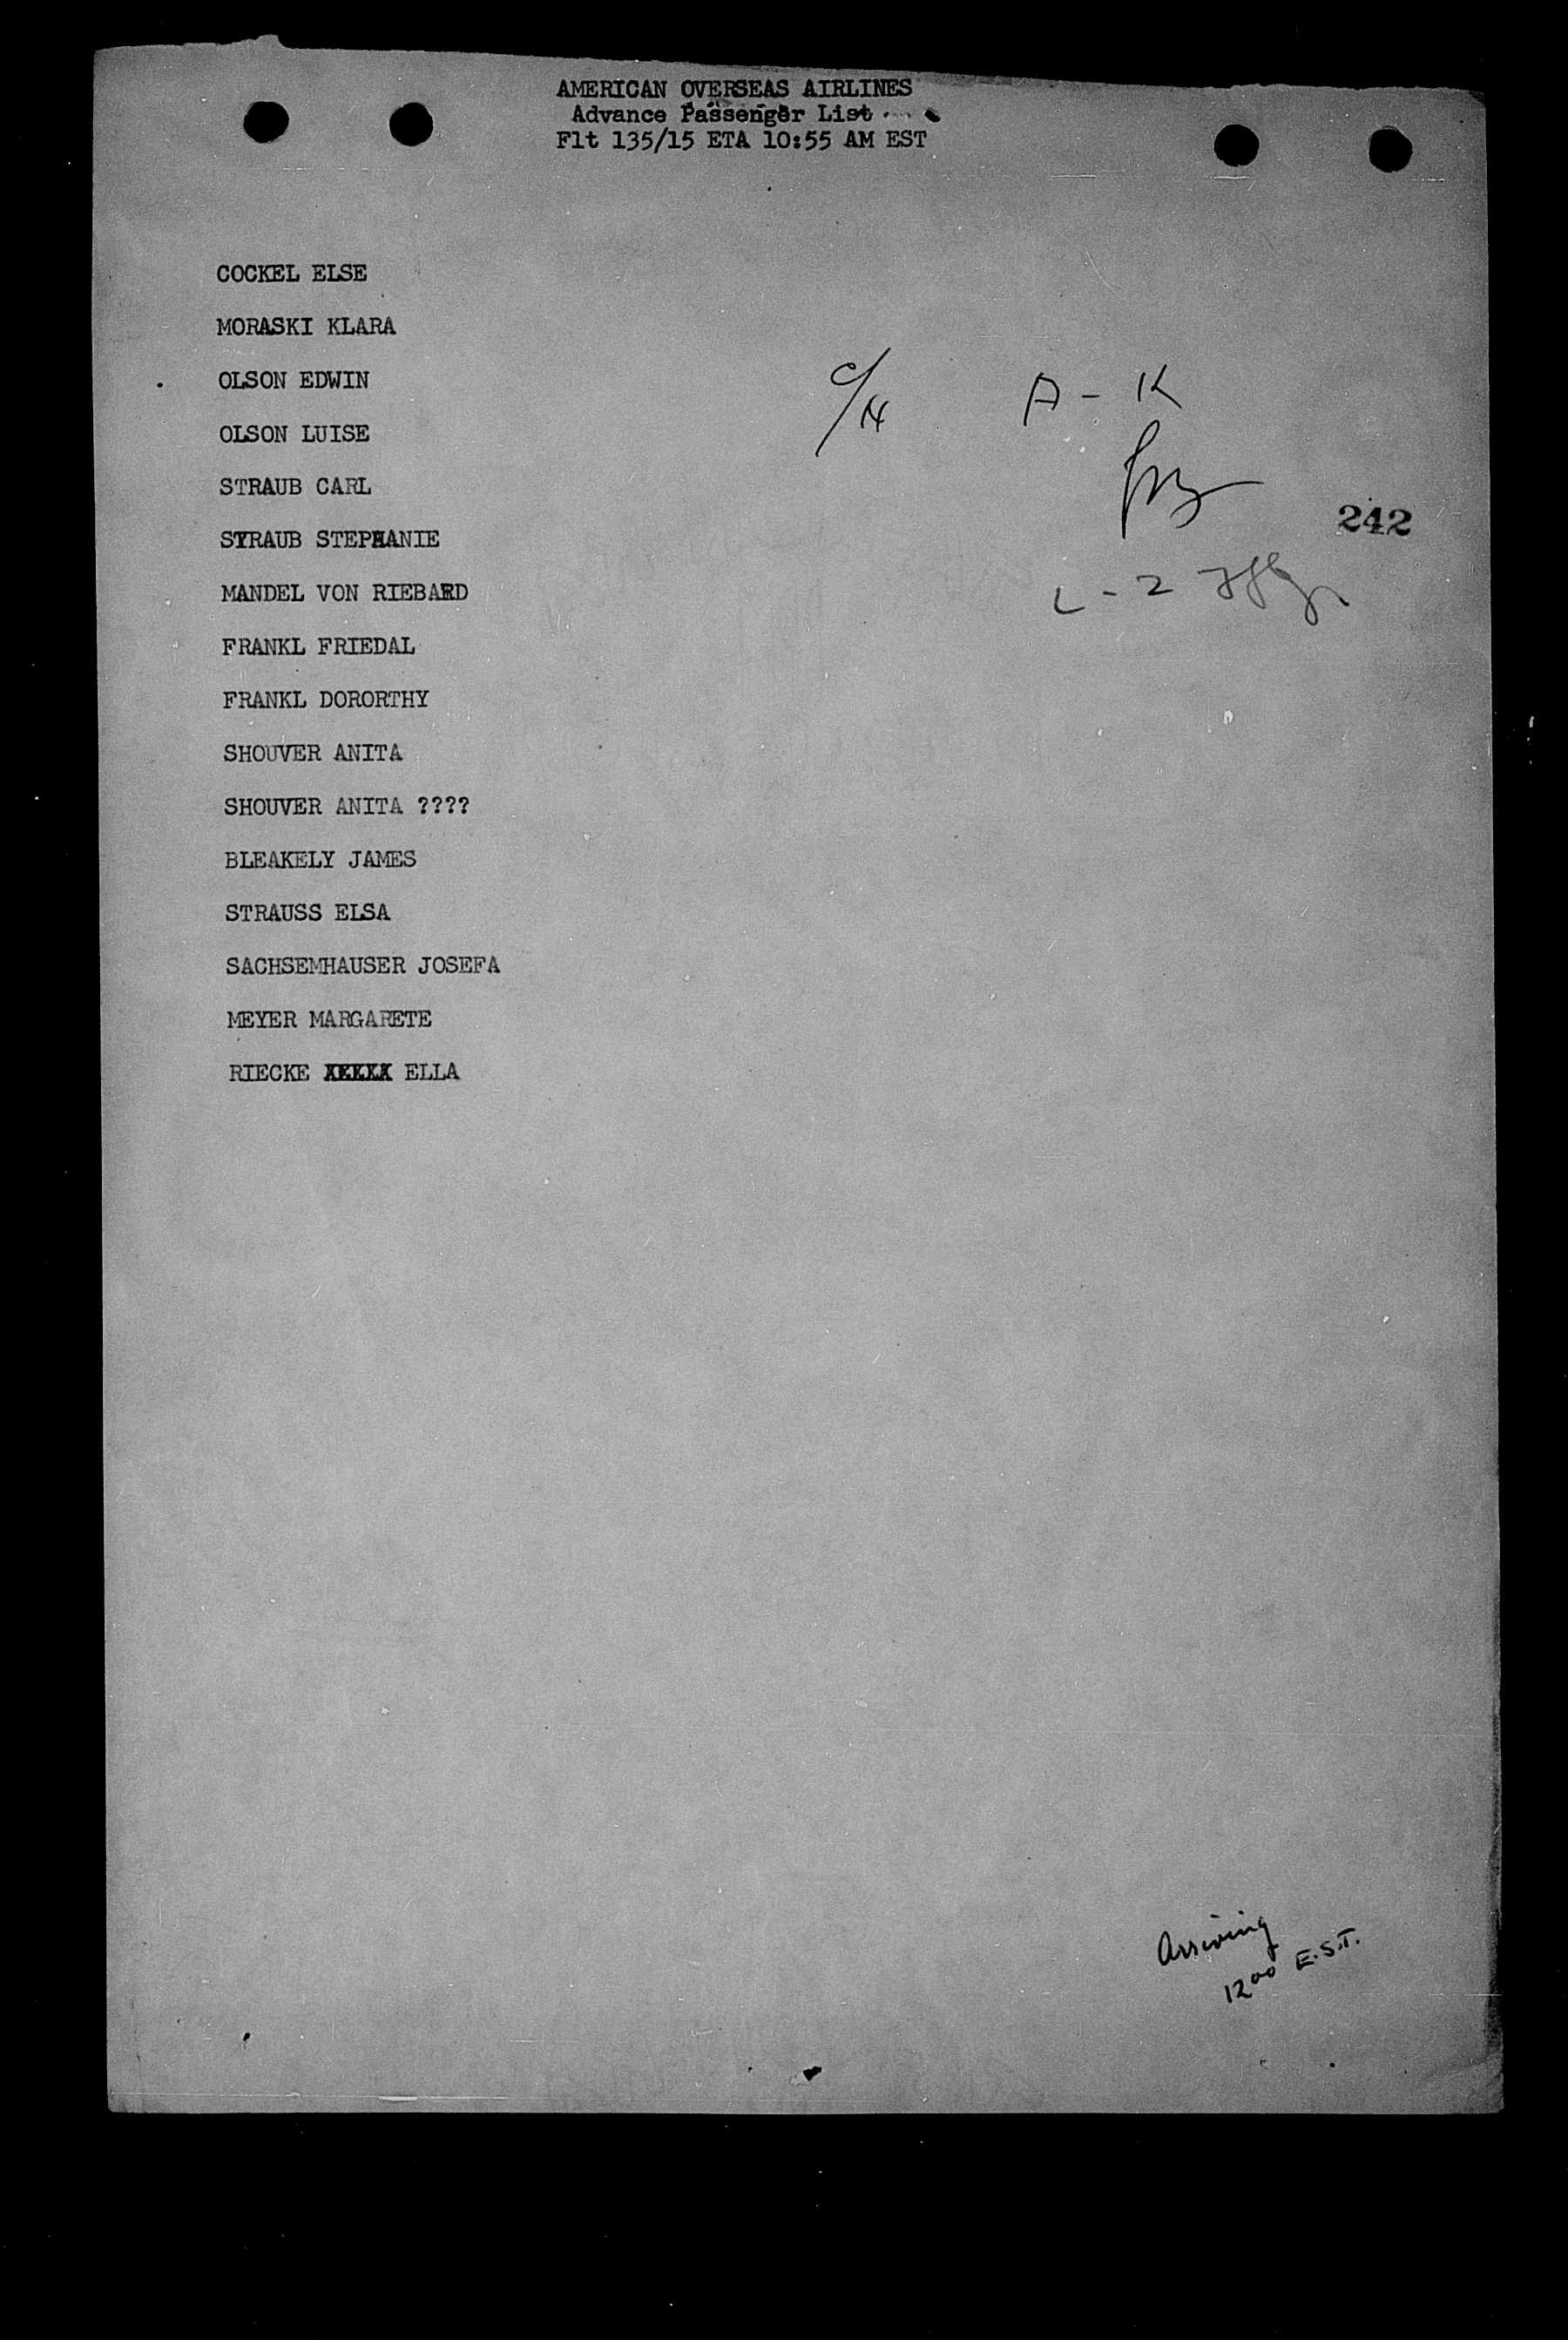 AMERICAN OVERSEAS AIRLINES
Advance Passenger List
Flt 135/15 ETA 10:55 AM EST
COCKEL ELSE
MORASKI KLARA
OLSON EDWIN
OLSON LUISE
STRAUB CARL
STRAUB STEPHANIE
MANDEL VON RIEBARD
FRANKL FRIEDAL
FRANKL DORORTHY
SHOUVER ANITA
SHOUVER ANITA ????
BLEAKELY JAMES
STRAUSS ELSA
SACHSEMHAUSER JOSEFA
MEYER MARGARETE
RIECKE ELLA
A - K
242
L - Z
Arriving
12⁰⁰ E.S.T.